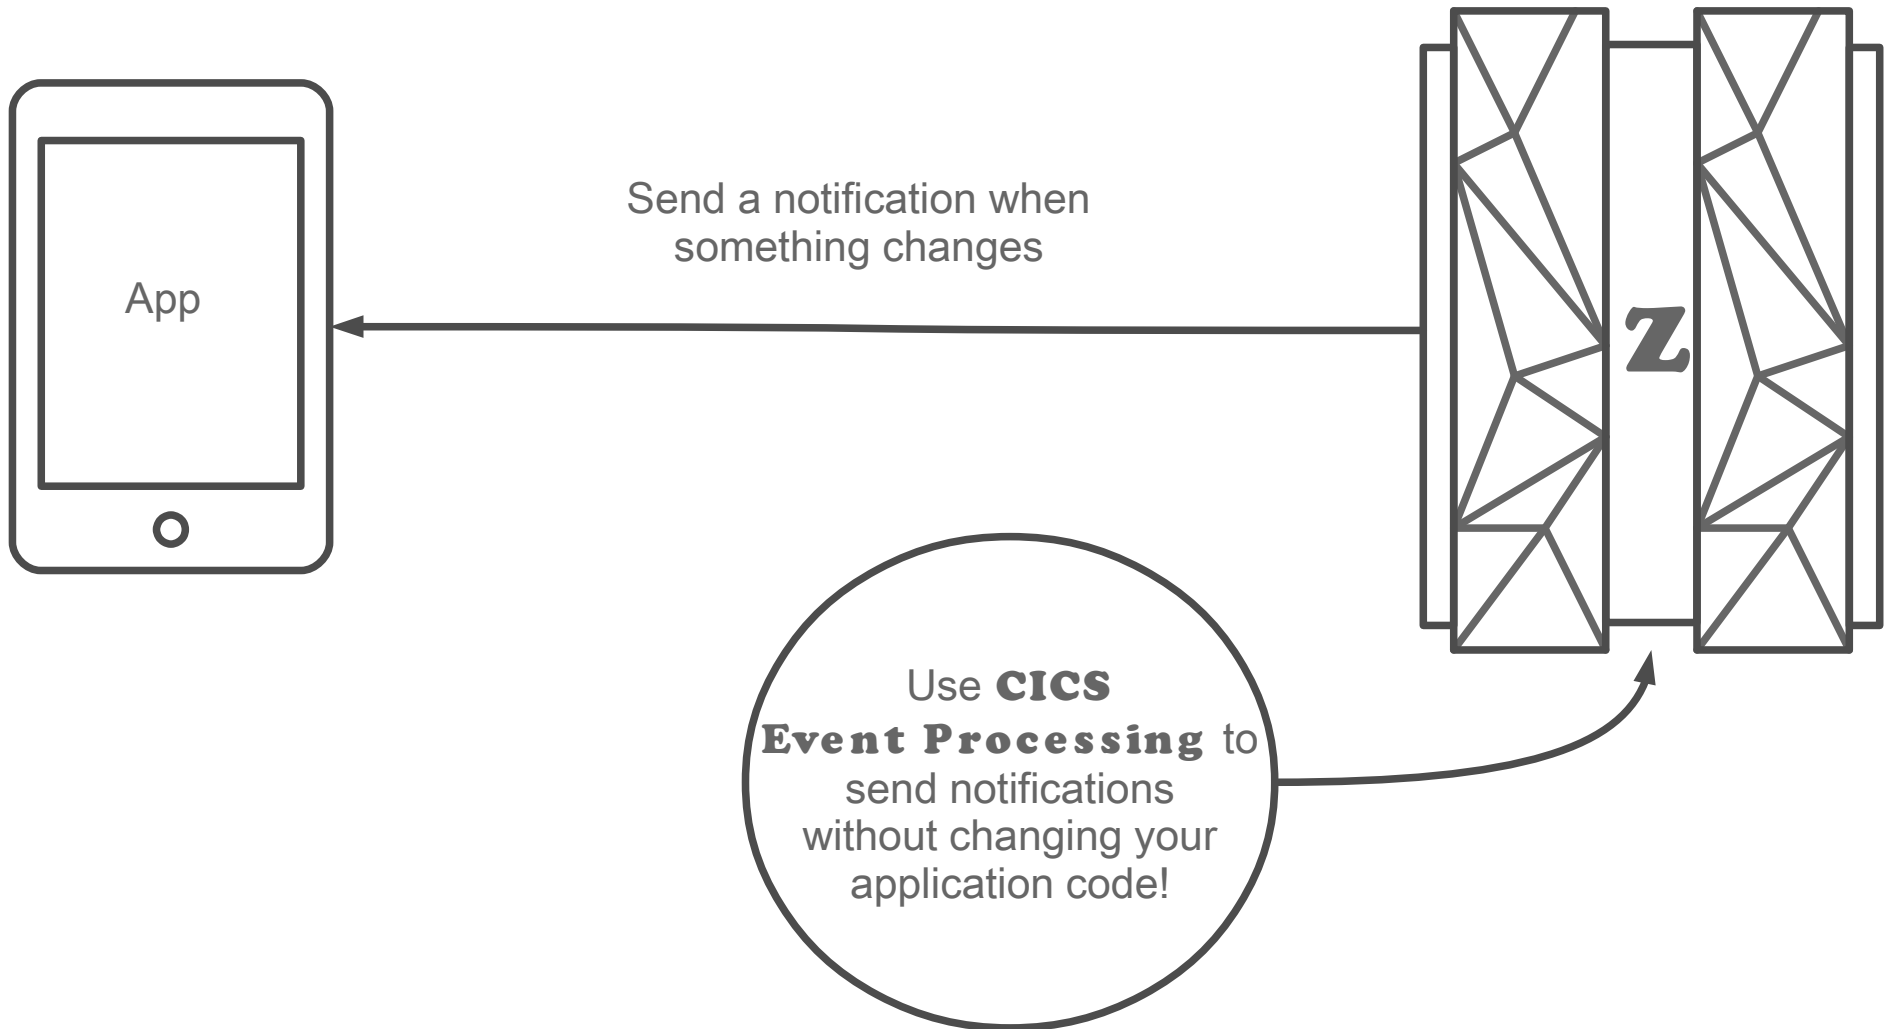 Send a notification when
something changes
App
Z
Use CICS
Event Processing to
send notifications
without changing your
application code!